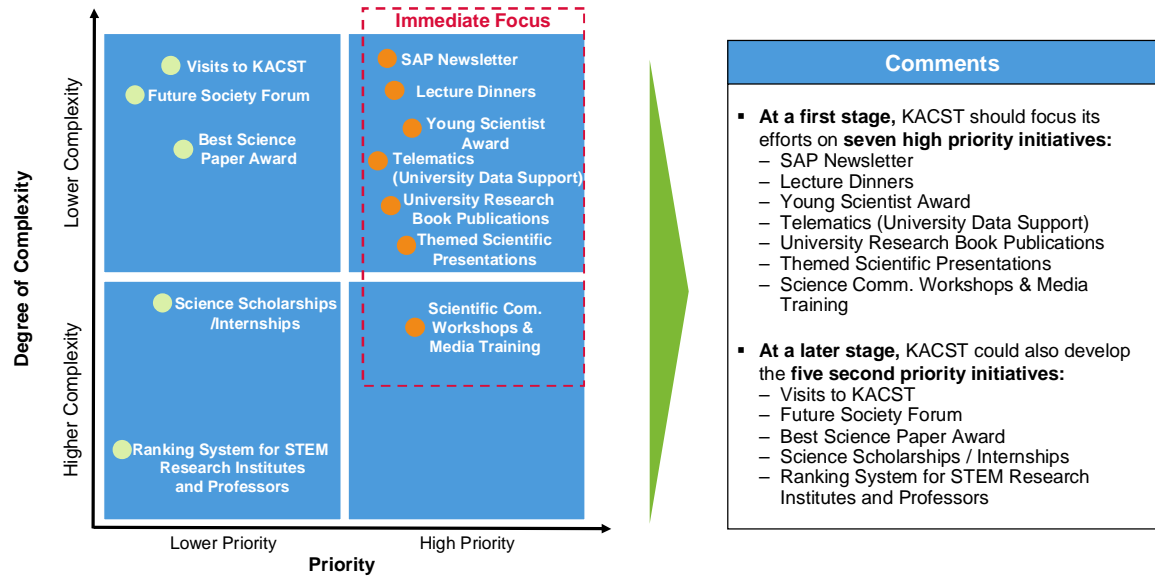 Immediate Focus
Visits to KACST
Future Society Forum
Best Science
Paper Award
SAP Newsletter
Lecture Dinners
Young Scientist
Award
Telematics
(University Data Support)
University Research
Book Publications
Themed Scientific
Presentations
Science Scholarships
/Internships
Ranking System for STEM
Research Institutes
and Professors
Scientific Com.
Workshops &
Media Training
Degree of Complexity
Lower Complexity
Higher Complexity
Lower Priority
High Priority
Priority
Comments
▪ At a first stage, KACST should focus its
efforts on seven high priority initiatives:
– SAP Newsletter
– Lecture Dinners
– Young Scientist Award
– Telematics (University Data Support)
– University Research Book Publications
– Themed Scientific Presentations
– Science Comm. Workshops & Media
Training
▪ At a later stage, KACST could also develop
the five second priority initiatives:
– Visits to KACST
– Future Society Forum
– Best Science Paper Award
– Science Scholarships / Internships
– Ranking System for STEM Research
Institutes and Professors